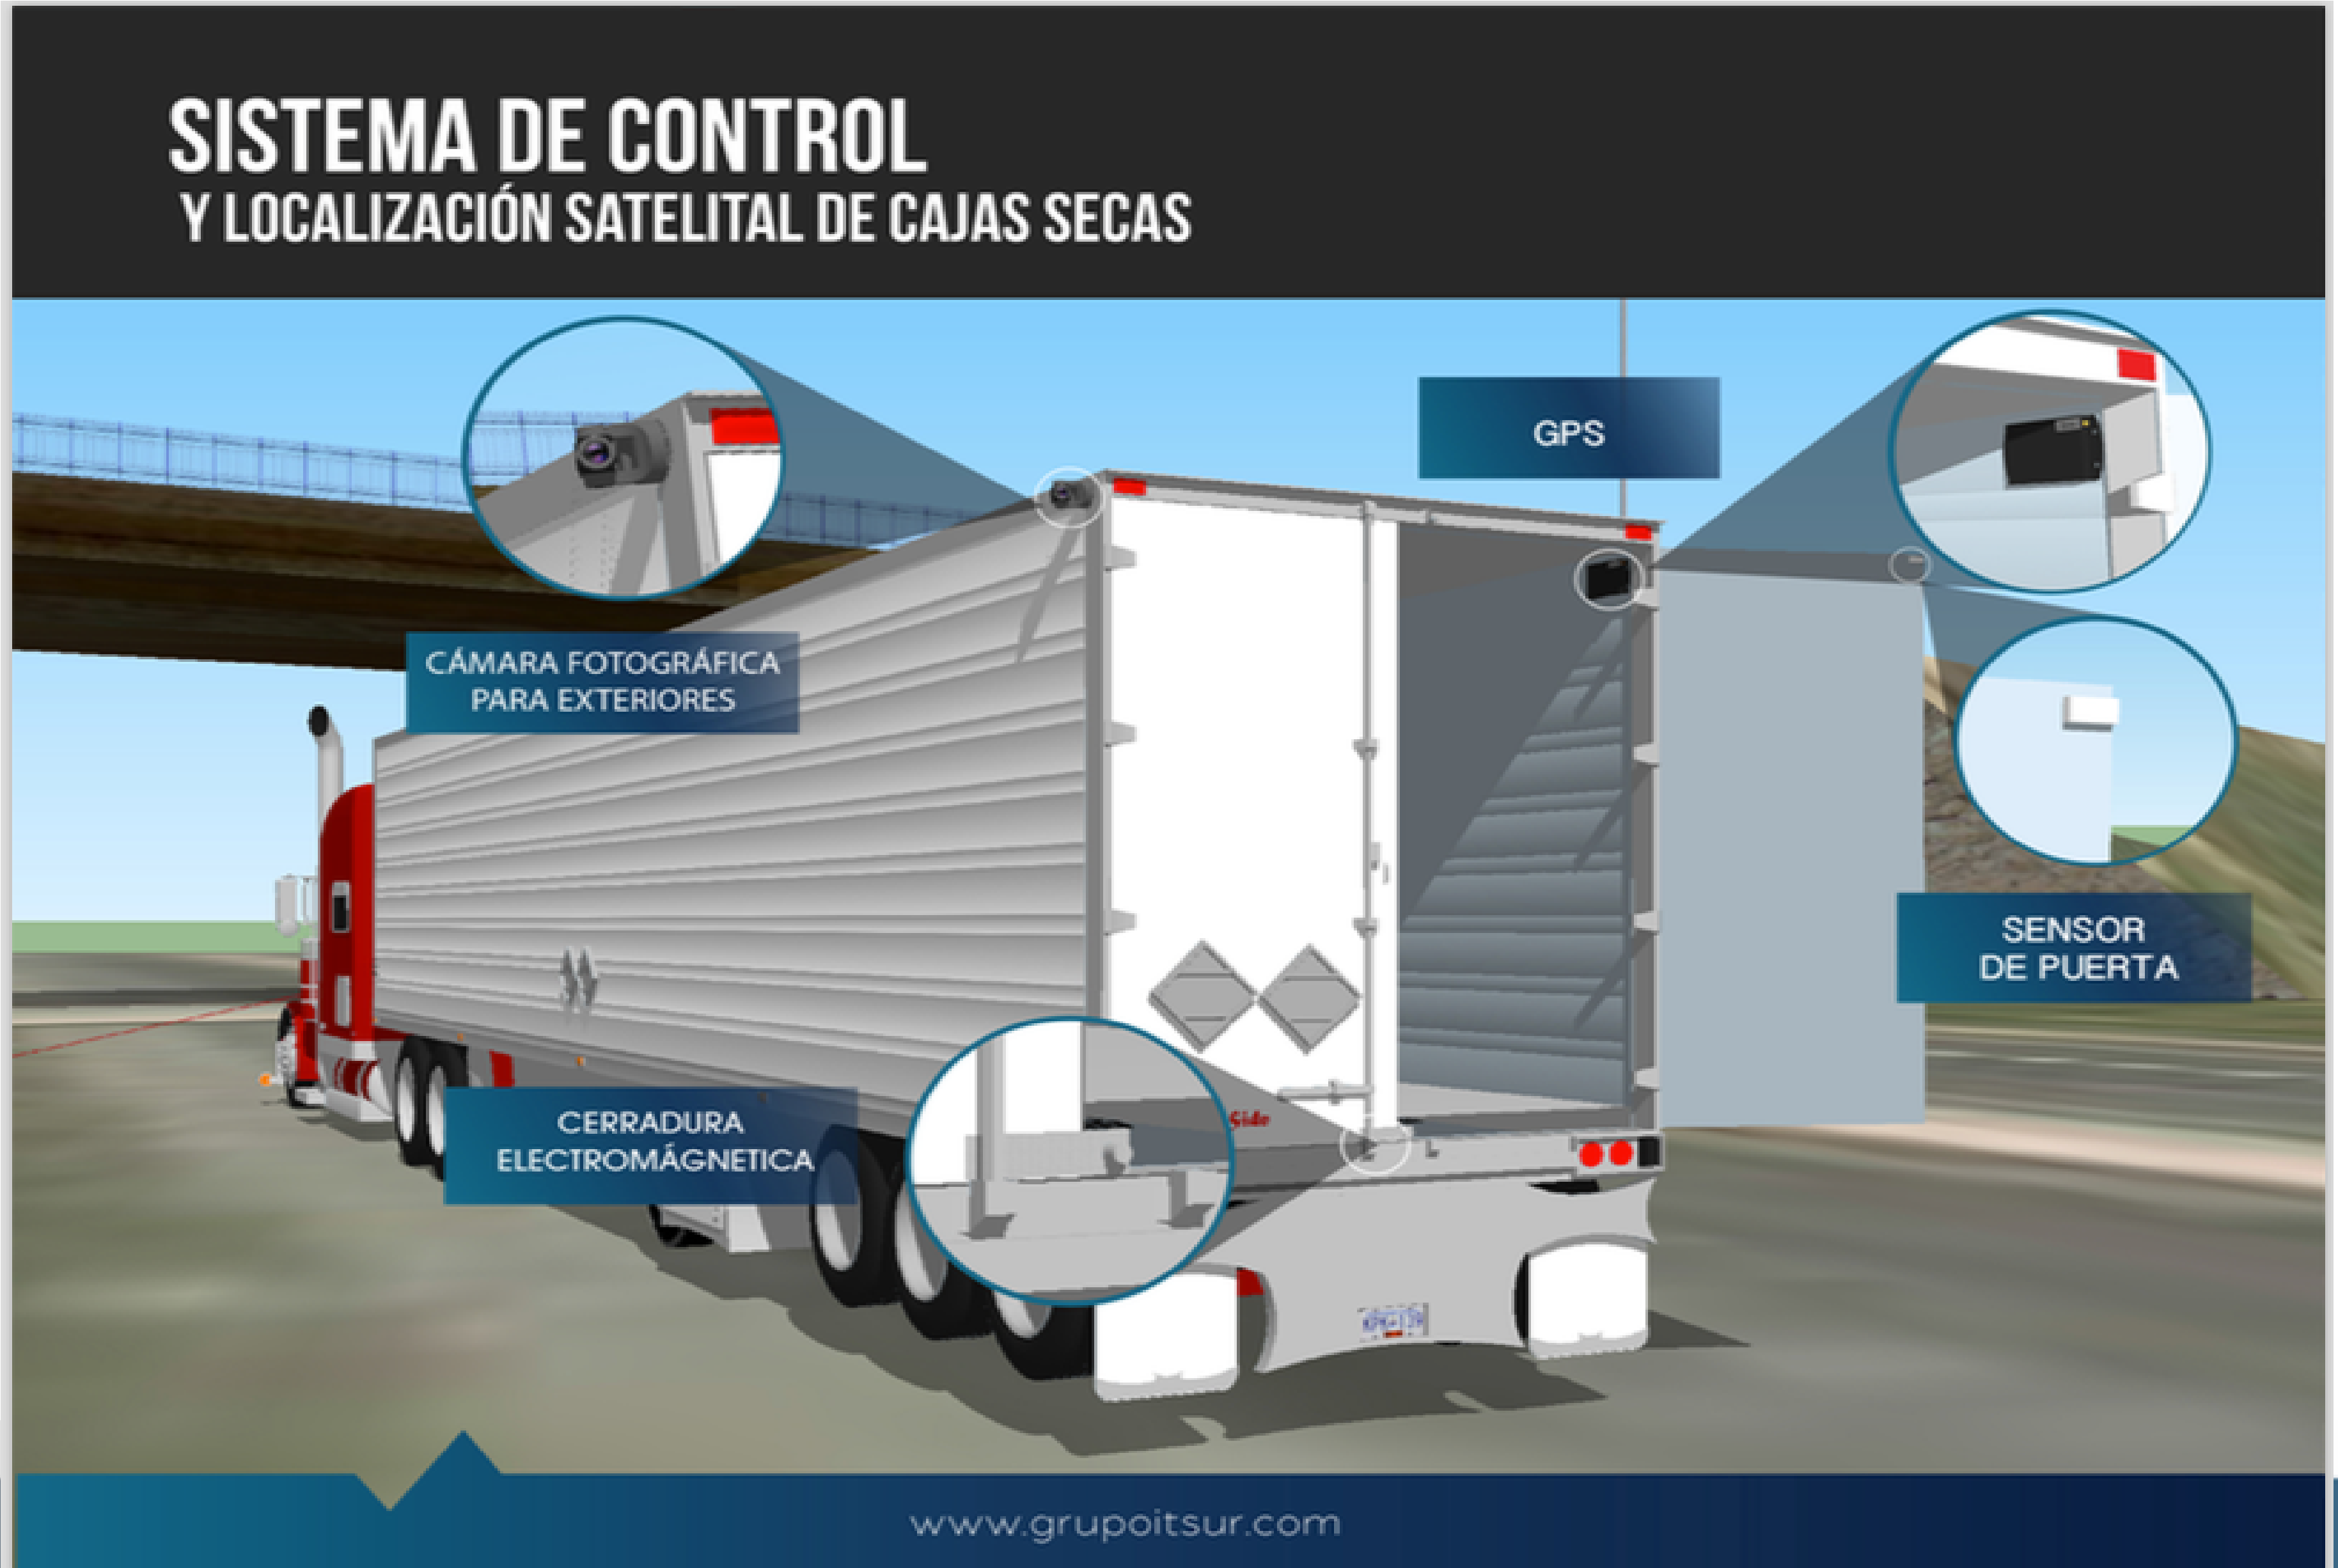 SISTEMA DE CONTROL
Y LOCALIZACIÓN SATELITAL DE CAJAS SECAS
GPS
CÁMARA FOTOGRÁFICA
PARA EXTERIORES
SENSOR
DE PUERTA
CERRADURA
ELECTROMÁGNETICA
Side
www.grupoitsur.com